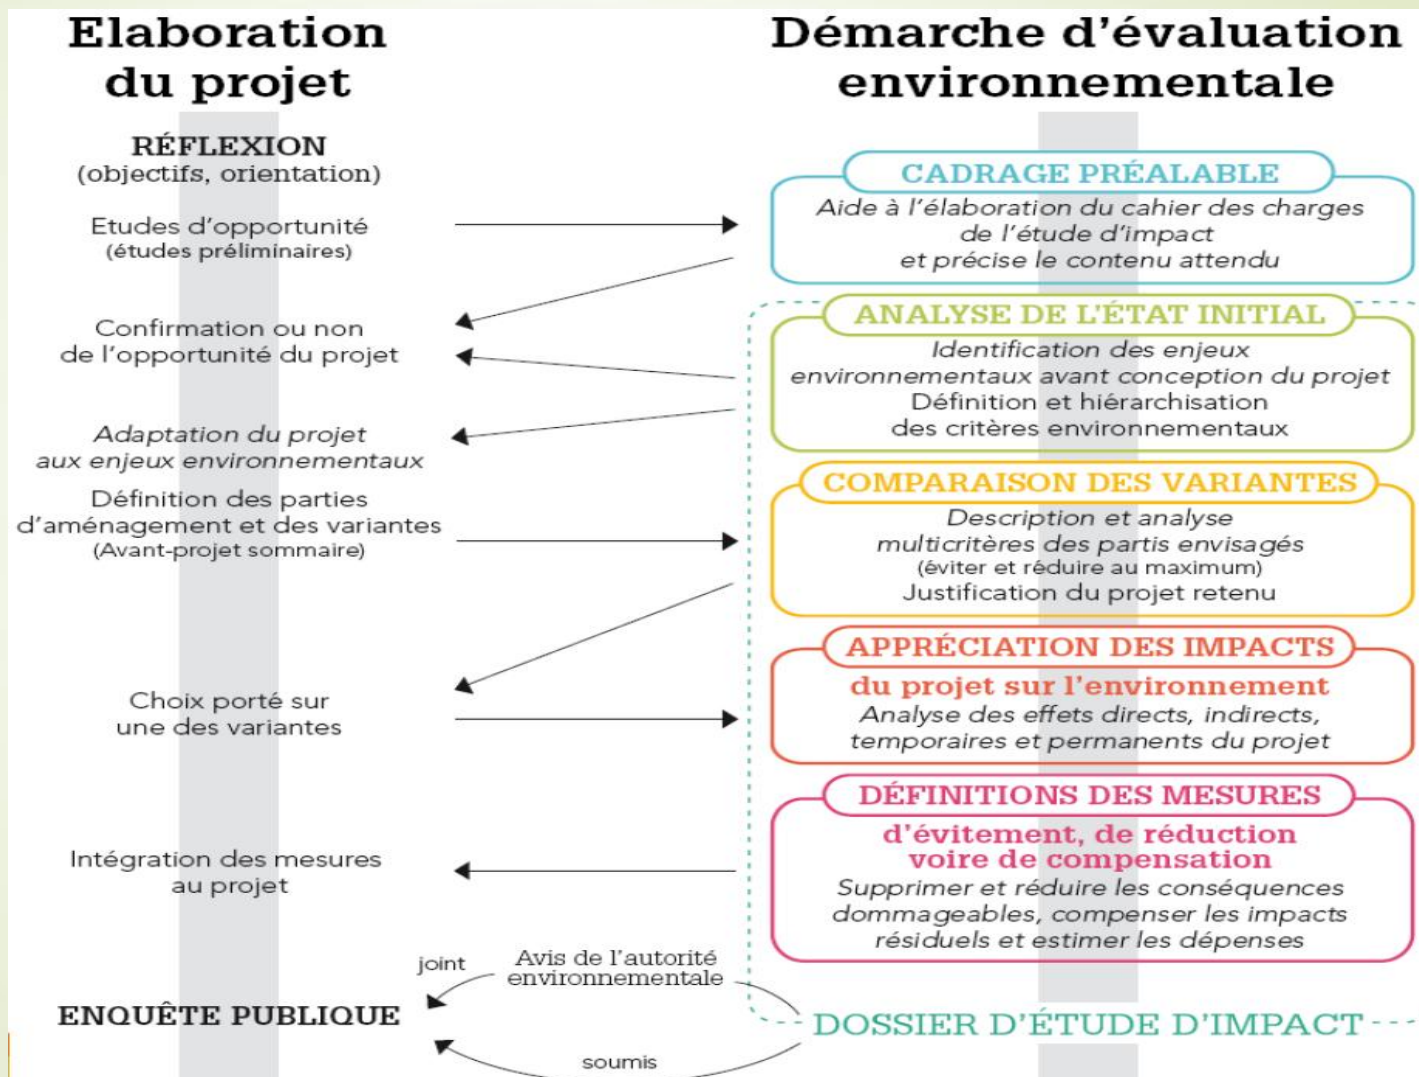 Elaboration
du projet
RÉFLEXION
(objectifs, orientation)
Etudes d'opportunité
(études préliminaires)
Confirmation ou non
de l'opportunité du projet
Adaptation du projet
aux enjeux environnementaux
Définition des parties
d'aménagement et des variantes
(Avant-projet sommaire)
Choix porté sur
une des variantes
Intégration des mesures
au projet
ENQUÊTE PUBLIQUE
joint
Avis de l'autorité
environnementale
soumis
Démarche d'évaluation
environnementale
CADRAGE PRÉALABLE
Aide à l'élaboration du cahier des charges
de l'étude d'impact
et précise le contenu attendu
ANALYSE DE L'ÉTAT INITIAL
Identification des enjeux
environnementaux avant conception du projet
Définition et hiérarchisation
des critères environnementaux
COMPARAISON DES VARIANTES
Description et analyse
multicritères des partis envisagés
(éviter et réduire au maximum)
Justification du projet retenu
APPRÉCIATION DES IMPACTS
du projet sur l'environnement
Analyse des effets directs, indirects,
temporaires et permanents du projet
DÉFINITIONS DES MESURES
d'évitement, de réduction
voire de compensation
Supprimer et réduire les conséquences
dommageables, compenser les impacts
résiduels et estimer les dépenses
DOSSIER D'ÉTUDE D'IMPACT